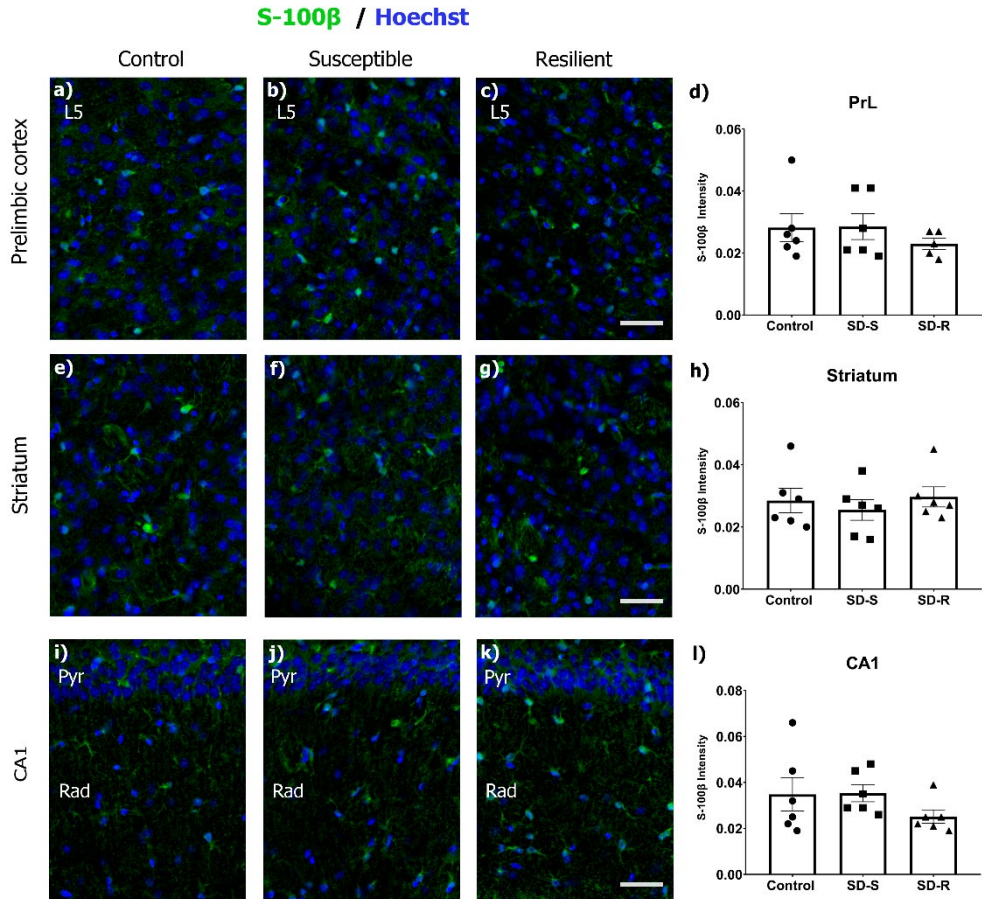 S-100β / Hoechst
Control
Susceptible
Resilient
Prelimbic cortex
a)
L5
b)
L5
c)
L5
d)
PrL
S-100β Intensity
0.06
0.04
0.02
0.00
Control
SD-S
SD-R
Striatum
e)
f)
g)
h)
Striatum
S-100β Intensity
0.06
0.04
0.02
0.00
Control
SD-S
SD-R
CA1
i)
Pyr
Rad
j)
Pyr
Rad
k)
Pyr
Rad
l)
CA1
S-100β Intensity
0.08
0.06
0.04
0.02
0.00
Control
SD-S
SD-R